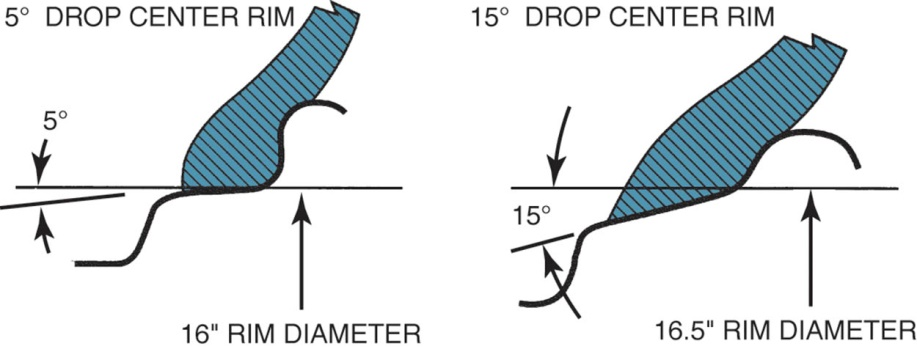 5° DROP CENTER RIM
15° DROP CENTER RIM
5°
15°
16" RIM DIAMETER
16.5" RIM DIAMETER